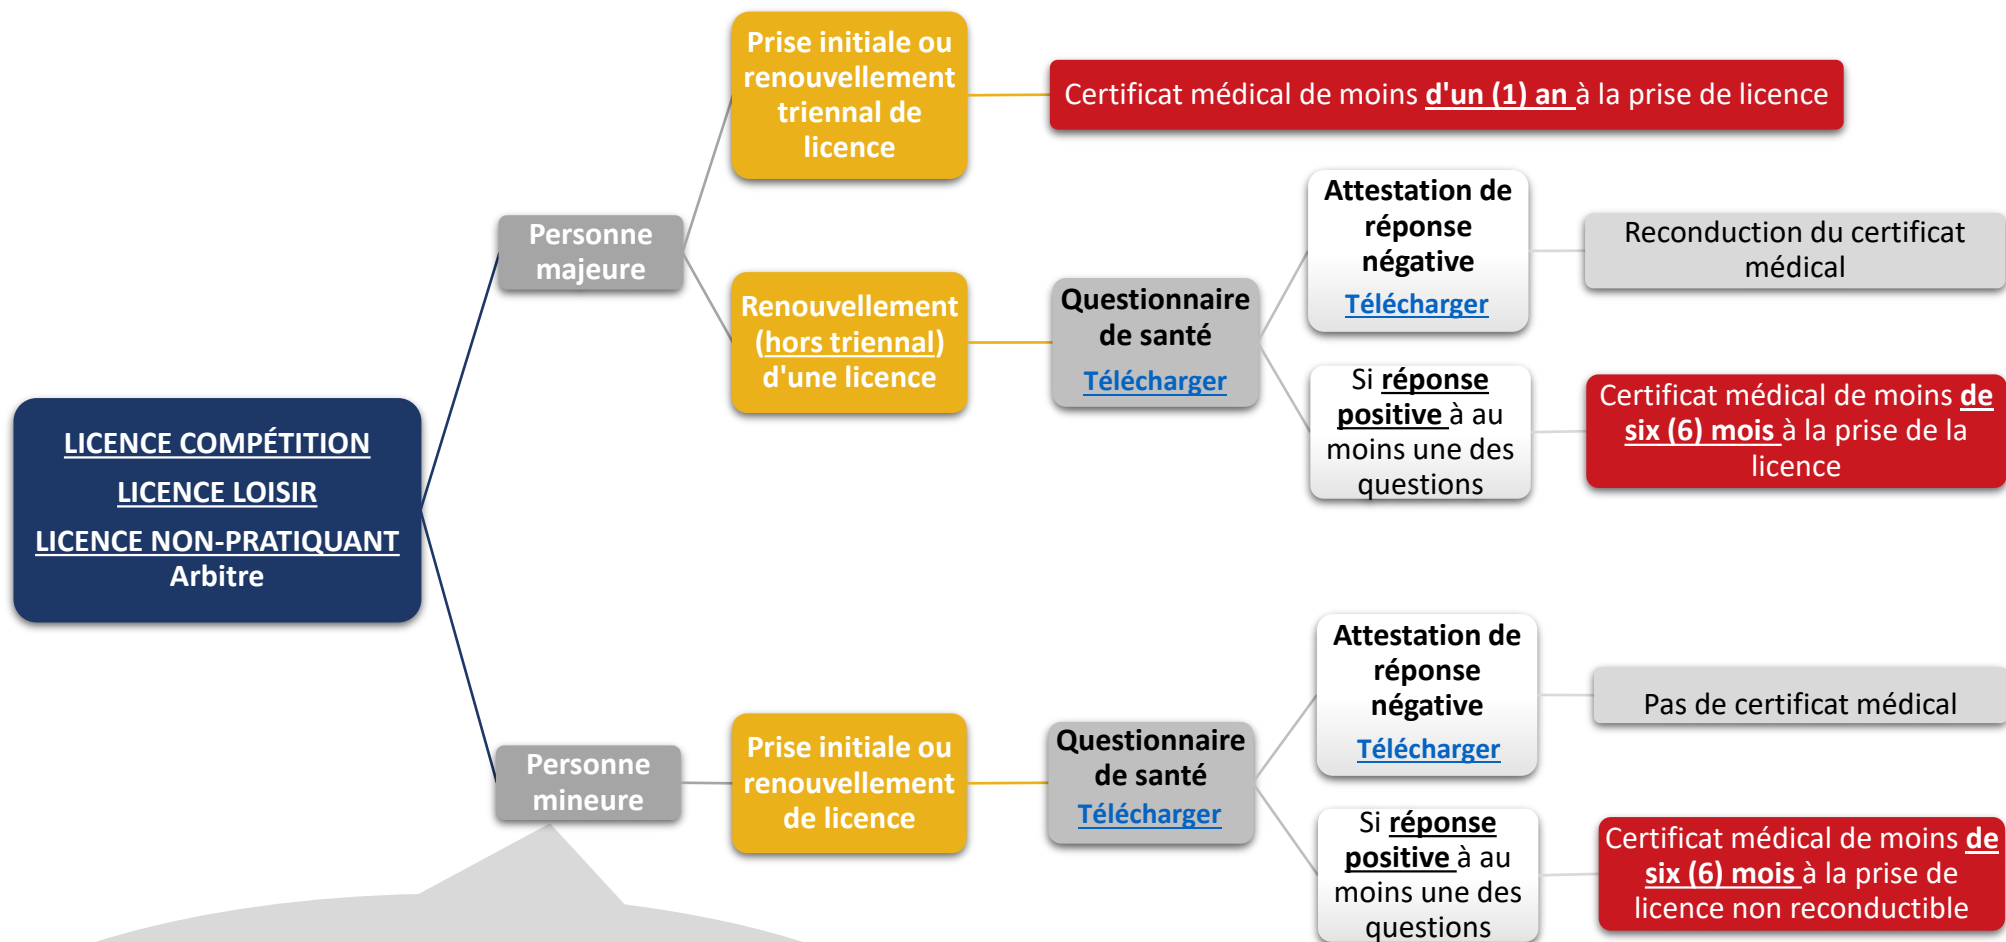 LICENCE COMPÉTITION
LICENCE LOISIR
LICENCE NON-PRATIQUANT
Arbitre
Personne
majeure
Prise initiale ou
renouvellement
triennal de
licence
Certificat médical de moins d'un (1) an à la prise de licence
Renouvellement
(hors triennal)
d'une licence
Questionnaire
de santé
Télécharger
Attestation de
réponse
négative
Télécharger
Reconduction du certificat
médical
Si réponse
positive à au
moins une des
questions
Certificat médical de moins de
six (6) mois à la prise de la
licence
Personne
mineure
Prise initiale ou
renouvellement
de licence
Questionnaire
de santé
Télécharger
Attestation de
réponse
négative
Télécharger
Pas de certificat médical
Si réponse
positive à au
moins une des
questions
Certificat médical de moins de
six (6) mois à la prise de
licence non reconductible